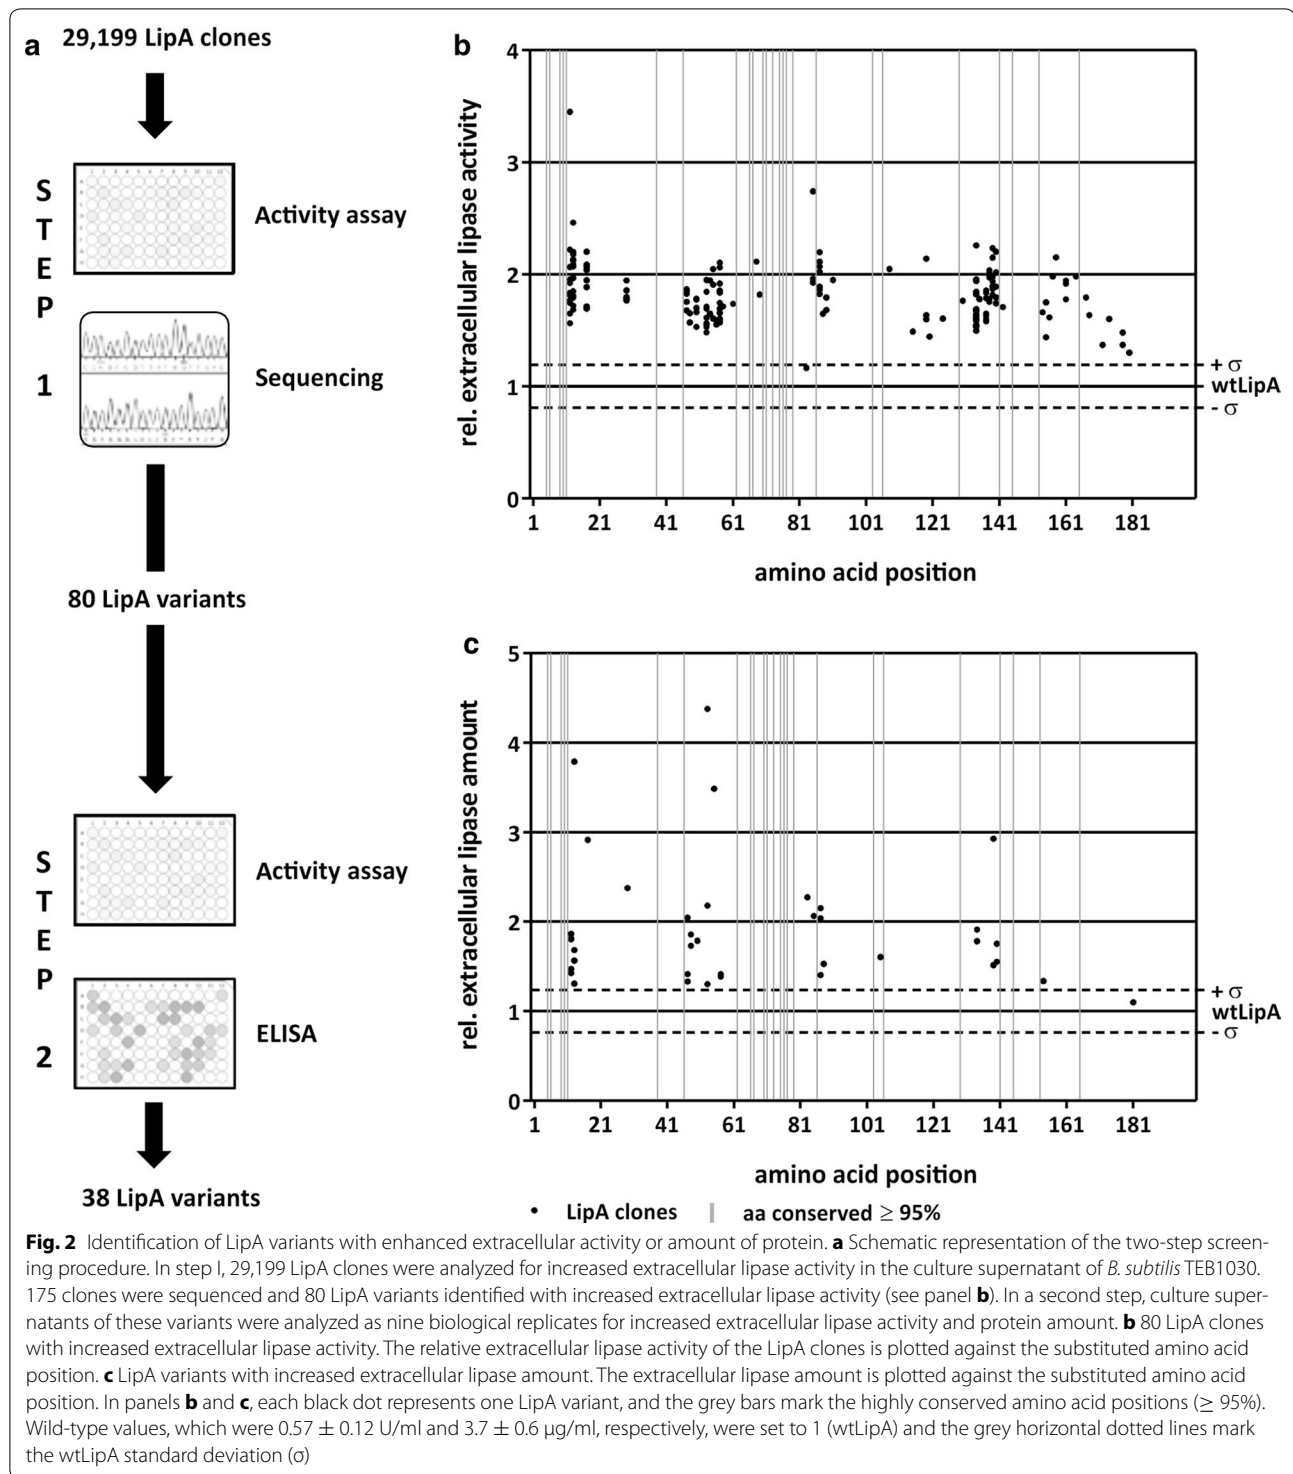 a
29,199 LipA clones
STEP 1
Activity assay
Sequencing
80 LipA variants
STEP 2
Activity assay
ELISA
38 LipA variants
b
rel. extracellular lipase activity
4
3
2
1
0
+ σ
wtLipA
- σ
1 21 41 61 81 101 121 141 161 181
amino acid position
c
rel. extracellular lipase amount
5
4
3
2
1
0
+ σ
wtLipA
- σ
1 21 41 61 81 101 121 141 161 181
amino acid position
• LipA clones | aa conserved ≥ 95%
Fig. 2 Identification of LipA variants with enhanced extracellular activity or amount of protein. a Schematic representation of the two-step screen-
ing procedure. In step I, 29,199 LipA clones were analyzed for increased extracellular lipase activity in the culture supernatant of B. subtilis TEB1030.
175 clones were sequenced and 80 LipA variants identified with increased extracellular lipase activity (see panel b). In a second step, culture super-
natants of these variants were analyzed as nine biological replicates for increased extracellular lipase activity and protein amount. b 80 LipA clones
with increased extracellular lipase activity. The relative extracellular lipase activity of the LipA clones is plotted against the substituted amino acid
position. c LipA variants with increased extracellular lipase amount. The extracellular lipase amount is plotted against the substituted amino acid
position. In panels b and c, each black dot represents one LipA variant, and the grey bars mark the highly conserved amino acid positions (≥ 95%).
Wild-type values, which were 0.57 ± 0.12 U/ml and 3.7 ± 0.6 μg/ml, respectively, were set to 1 (wtLipA) and the grey horizontal dotted lines mark
the wtLipA standard deviation (σ)